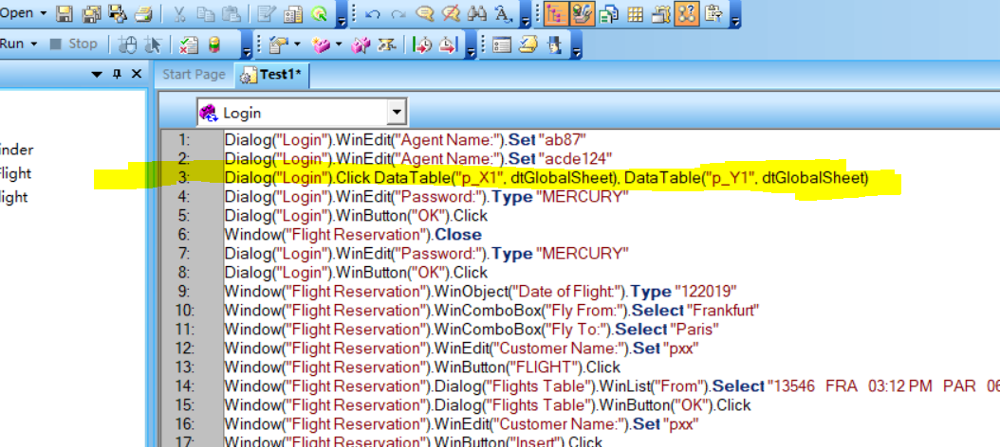 Open
Run Stop
Start Page Test1*
Login
inder
light
light
1: Dialog("Login").WinEdit("Agent Name:").Set "ab87"
2: Dialog("Login").WinEdit("Agent Name:").Set "acde124"
3: Dialog("Login").Click DataTable("p_X1", dtGlobalSheet), DataTable("p_Y1", dtGlobalSheet)
4: Dialog("Login").WinEdit("Password:").Type "MERCURY"
5: Dialog("Login").WinButton("OK").Click
6: Window("Flight Reservation").Close
7: Dialog("Login").WinEdit("Password:").Type "MERCURY"
8: Dialog("Login").WinButton("OK").Click
9: Window("Flight Reservation").WinObject("Date of Flight:").Type "122019"
10: Window("Flight Reservation").WinComboBox("Fly From:").Select "Frankfurt"
11: Window("Flight Reservation").WinComboBox("Fly To:").Select "Paris"
12: Window("Flight Reservation").WinEdit("Customer Name:").Set "pxx"
13: Window("Flight Reservation").WinButton("FLIGHT").Click
14: Window("Flight Reservation").Dialog("Flights Table").WinList("From").Select "13546 FRA 03:12 PM PAR 06
15: Window("Flight Reservation").Dialog("Flights Table").WinButton("OK").Click
16: Window("Flight Reservation").WinEdit("Customer Name:").Set "pxx"
17: Window("Flight Reservation").WinButton("Insert").Click